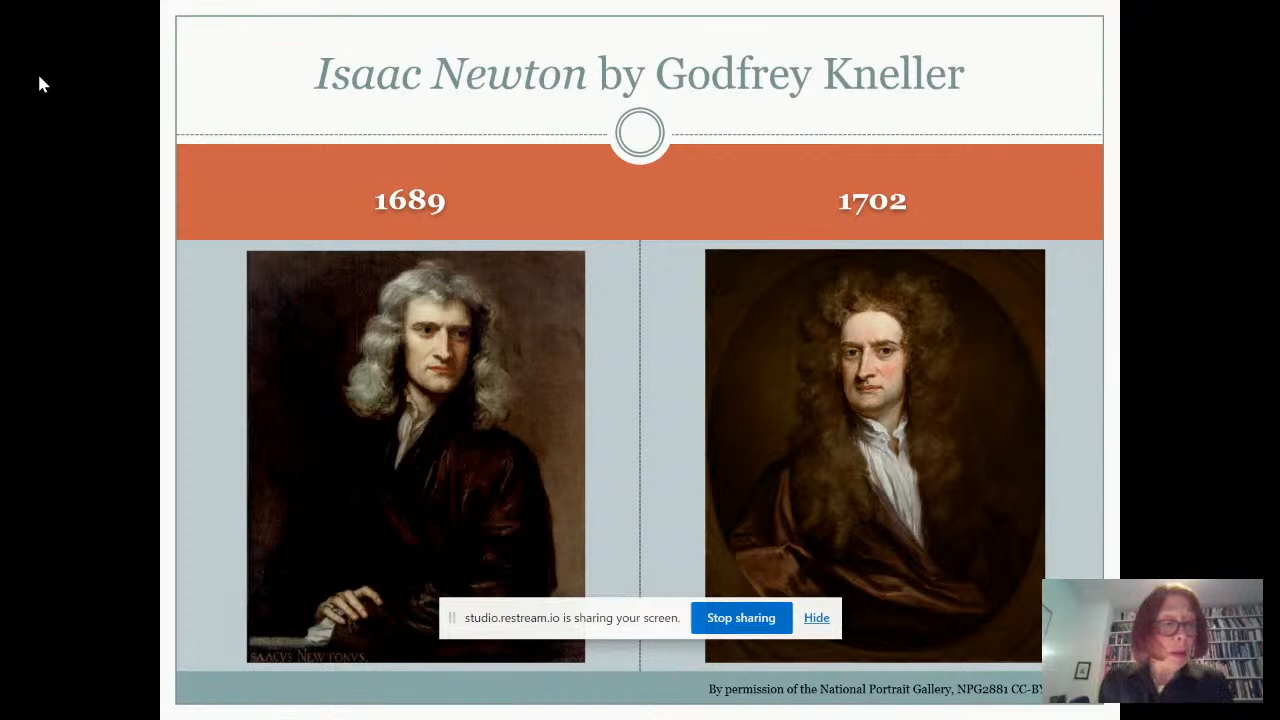 Isaac Newton by Godfrey Kneller
1689
1702
ISAACVS NEWTONVS.
studio.restream.io is sharing your screen.
Stop sharing
Hide
By permission of the National Portrait Gallery, NPG2881 CC-BY